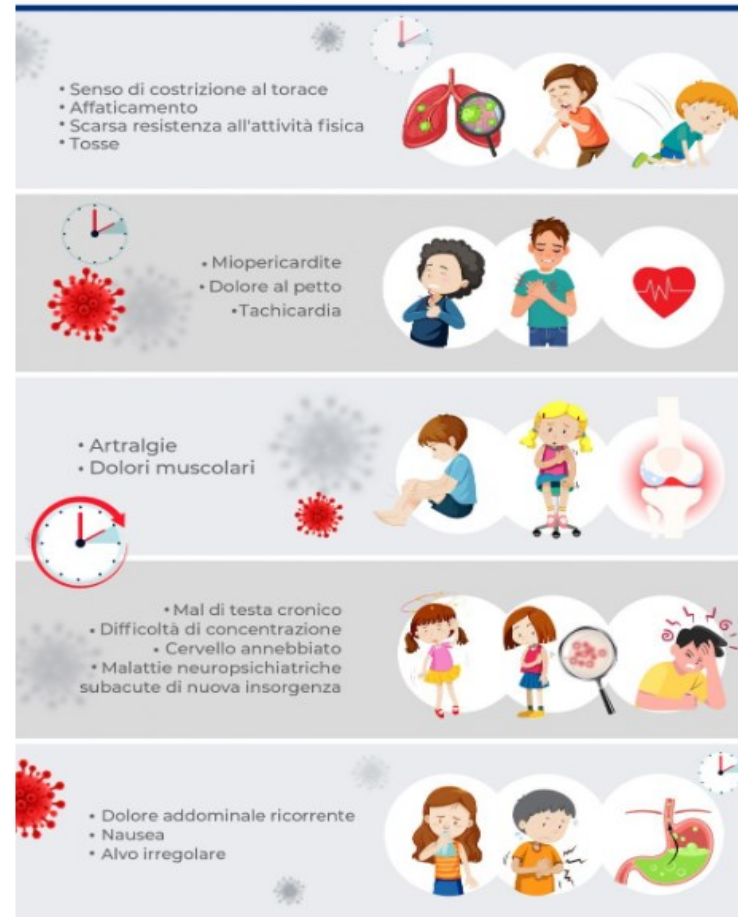 • Senso di costrizione al torace
• Affaticamento
• Scarsa resistenza all'attività fisica
• Tosse
• Miopericardite
• Dolore al petto
• Tachicardia
• Artralgie
• Dolori muscolari
• Mal di testa cronico
• Difficoltà di concentrazione
• Cervello annebbiato
• Malattie neuropsichiatriche
subacute di nuova insorgenza
• Dolore addominale ricorrente
• Nausea
• Alvo irregolare